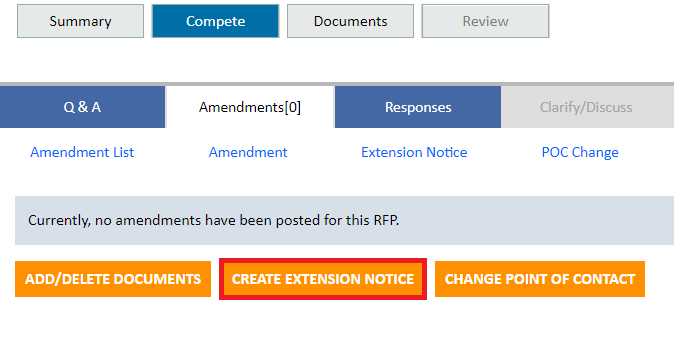 Summary Compete Documents Review
Q & A Amendments[0] Responses Clarify/Discuss
Amendment List Amendment Extension Notice POC Change
Currently, no amendments have been posted for this RFP.
ADD/DELETE DOCUMENTS CREATE EXTENSION NOTICE CHANGE POINT OF CONTACT